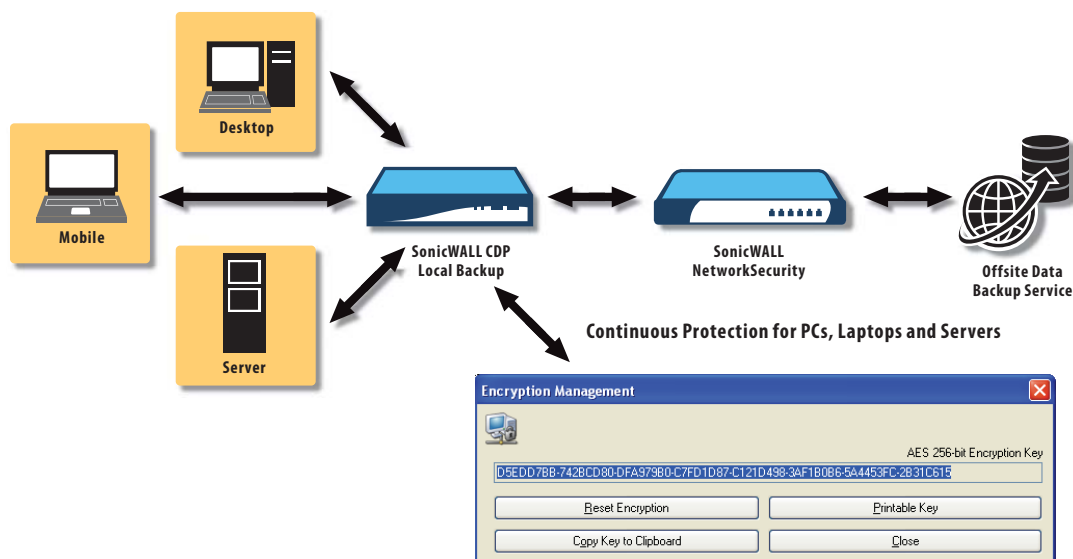 Desktop
Mobile
Server
SonicWALL CDP
Local Backup
SonicWALL
NetworkSecurity
Offsite Data
Backup Service
Continuous Protection for PCs, Laptops and Servers
Encryption Management
AES 256-bit Encryption Key
D5EDD7BB-742BCD80-DFA979B0-C7FD1D87-C121D498-3AF1B0B6-5A4453FC-2B31C615
Reset Encryption
Printable Key
Copy Key to Clipboard
Close